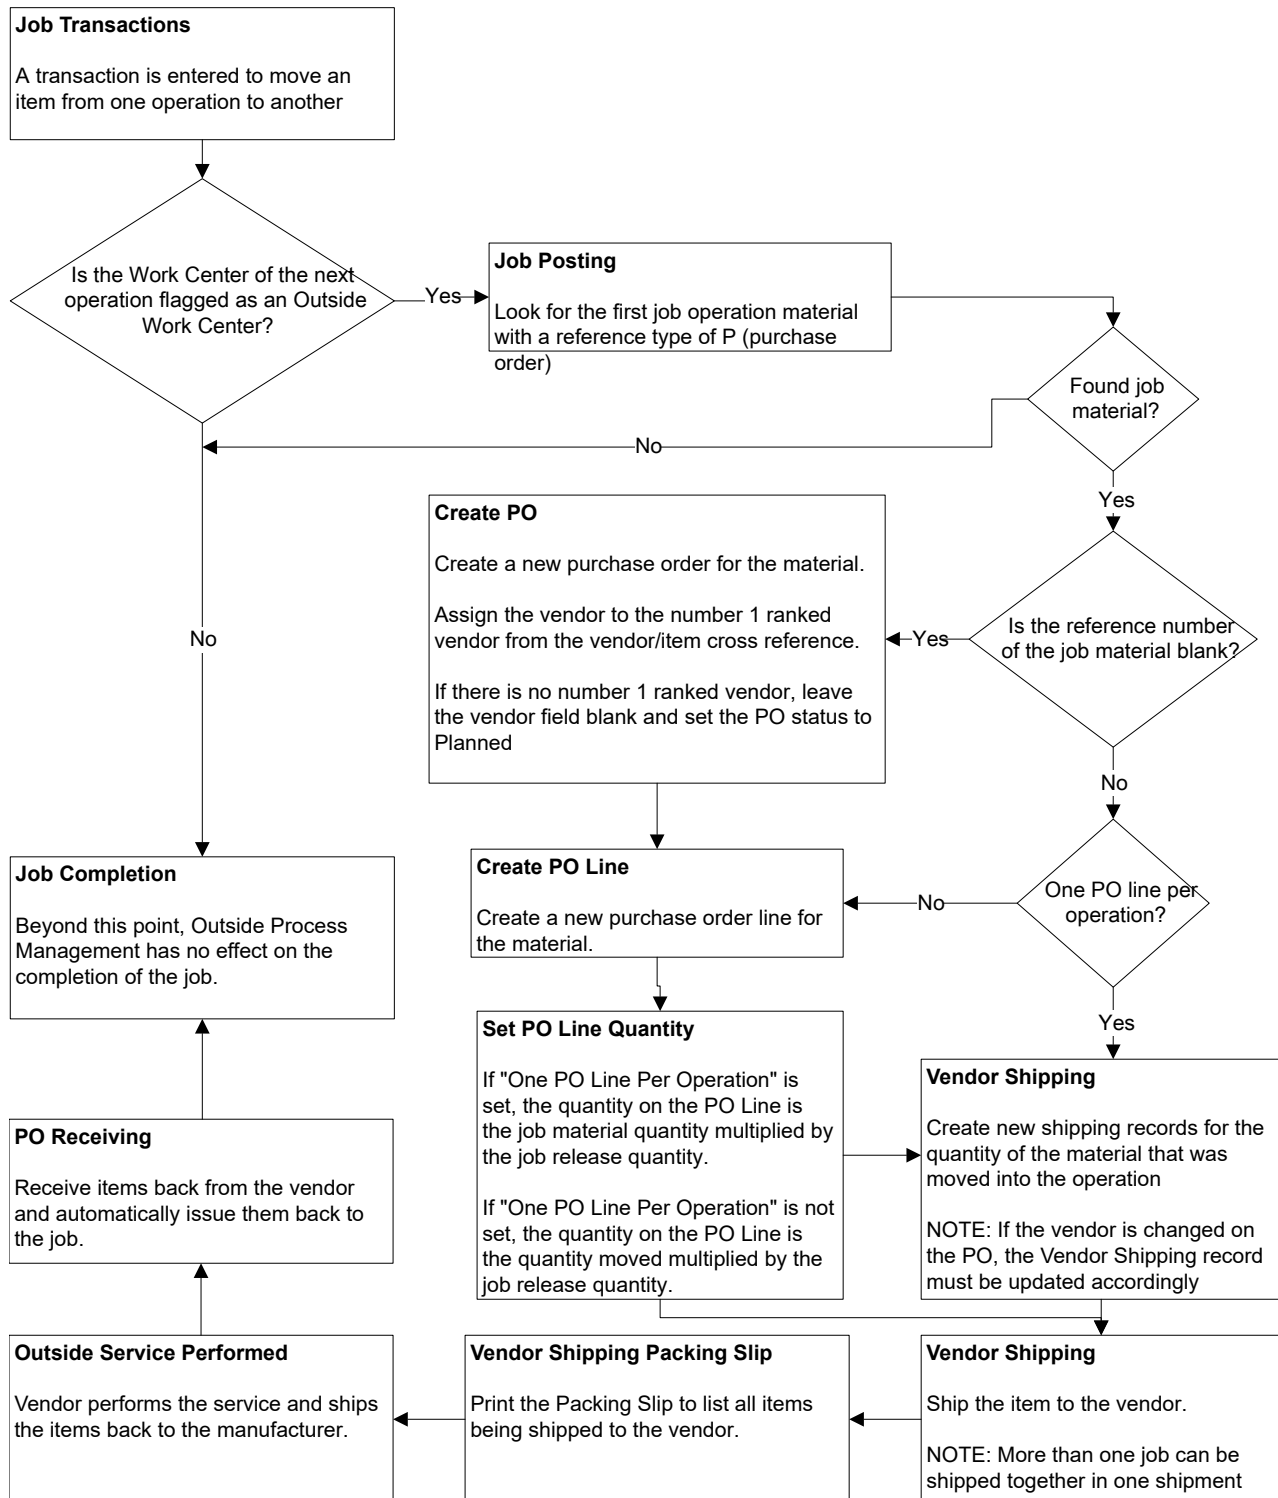 Job Transactions
A transaction is entered to move an
item from one operation to another
Is the Work Center of the next
operation flagged as an Outside
Work Center?
Yes
Job Posting
Look for the first job operation material
with a reference type of P (purchase
order)
Found job
material?
No
Yes
Create PO
Create a new purchase order for the material.
Assign the vendor to the number 1 ranked
vendor from the vendor/item cross reference.
If there is no number 1 ranked vendor, leave
the vendor field blank and set the PO status to
Planned
Is the reference number
of the job material blank?
Yes
No
No
Job Completion
Beyond this point, Outside Process
Management has no effect on the
completion of the job.
Create PO Line
Create a new purchase order line for
the material.
One PO line per
operation?
No
Yes
Set PO Line Quantity
If "One PO Line Per Operation" is
set, the quantity on the PO Line is
the job material quantity multiplied by
the job release quantity.
If "One PO Line Per Operation" is not
set, the quantity on the PO Line is
the quantity moved multiplied by the
job release quantity.
Vendor Shipping
Create new shipping records for the
quantity of the material that was
moved into the operation
NOTE: If the vendor is changed on
the PO, the Vendor Shipping record
must be updated accordingly
PO Receiving
Receive items back from the vendor
and automatically issue them back to
the job.
Outside Service Performed
Vendor performs the service and ships
the items back to the manufacturer.
Vendor Shipping Packing Slip
Print the Packing Slip to list all items
being shipped to the vendor.
Vendor Shipping
Ship the item to the vendor.
NOTE: More than one job can be
shipped together in one shipment